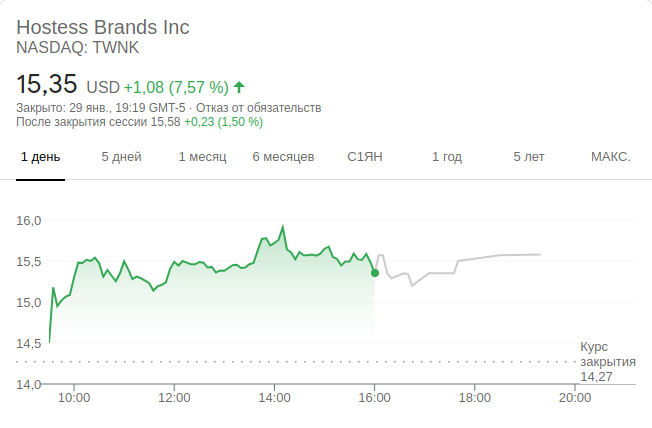 Hostess Brands Inc
NASDAQ: TWNK
15,35 USD +1,08 (7,57 %)
Закрыто: 29 янв., 19:19 GMT-5 · Отказ от обязательств
После закрытия сессии 15,58 +0,23 (1,50 %)
1 день 5 дней 1 месяц 6 месяцев С1ЯН 1 год 5 лет МАКС.
16,0
15,5
15,0
14,5
Курс
закрытия
14,27
14,0
10:00 12:00 14:00 16:00 18:00 20:00